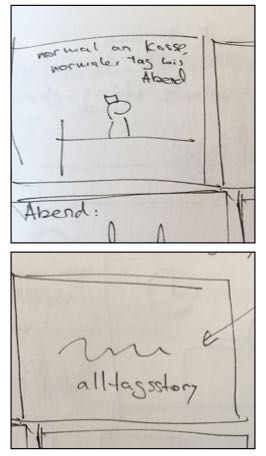 normal an Kasse,
normaler tag bis
Abend
Abend:
alltagsstory